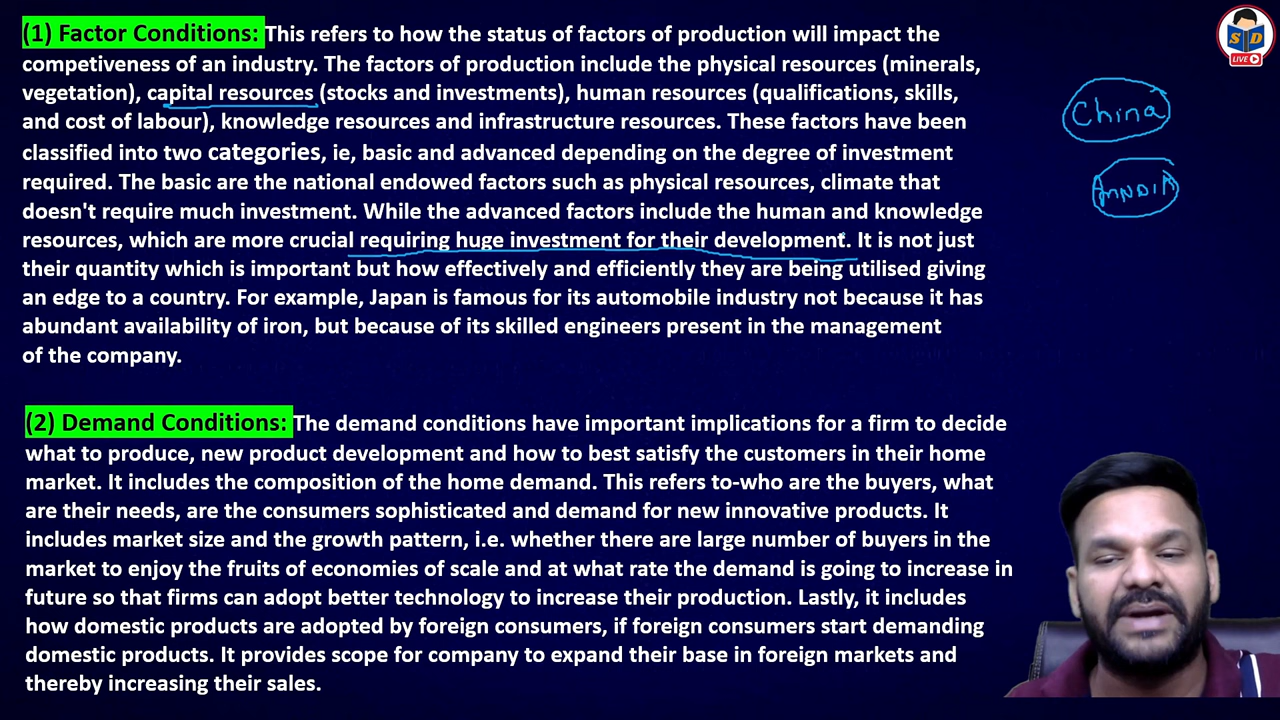 (1) Factor Conditions: This refers to how the status of factors of production will impact the
competiveness of an industry. The factors of production include the physical resources (minerals,
vegetation), capital resources (stocks and investments), human resources (qualifications, skills,
and cost of labour), knowledge resources and infrastructure resources. These factors have been
classified into two categories, ie, basic and advanced depending on the degree of investment
required. The basic are the national endowed factors such as physical resources, climate that
doesn't require much investment. While the advanced factors include the human and knowledge
resources, which are more crucial requiring huge investment for their development. It is not just
their quantity which is important but how effectively and efficiently they are being utilised giving
an edge to a country. For example, Japan is famous for its automobile industry not because it has
abundant availability of iron, but because of its skilled engineers present in the management
of the company.
(2) Demand Conditions: The demand conditions have important implications for a firm to decide
what to produce, new product development and how to best satisfy the customers in their home
market. It includes the composition of the home demand. This refers to-who are the buyers, what
are their needs, are the consumers sophisticated and demand for new innovative products. It
includes market size and the growth pattern, i.e. whether there are large number of buyers in the
market to enjoy the fruits of economies of scale and at what rate the demand is going to increase in
future so that firms can adopt better technology to increase their production. Lastly, it includes
how domestic products are adopted by foreign consumers, if foreign consumers start demanding
domestic products. It provides scope for company to expand their base in foreign markets and
thereby increasing their sales.
China
S D
LIVE